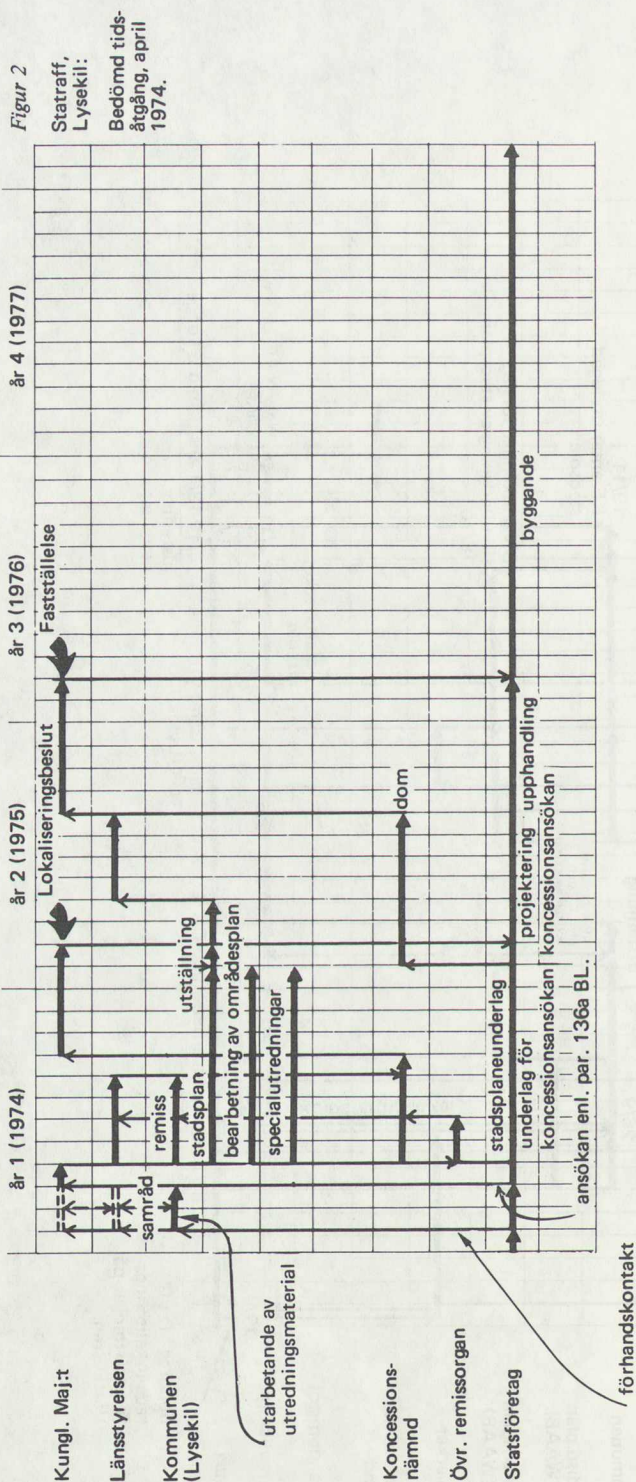 Figur 2
Statraff,
Lysekil:
Bedömd tids-
åtgång, april
1974.
år 1 (1974)
år 2 (1975)
år 3 (1976)
år 4 (1977)
Lokaliseringsbeslut
Fastställelse
Kungl. Maj:t
Länsstyrelsen
samråd
remiss
Kommunen
(Lysekil)
stadsplan
utställning
bearbetning av områdesplan
specialutredningar
utarbetande av
utredningsmaterial
Koncessions-
nämnd
dom
Övr. remissorgan
Statsföretag
stadsplaneunderlag
underlag för
koncessionsansökan
projektering
koncessionsansökan
upphandling
byggande
ansökan enl. par. 136a BL.
förhandskontakt